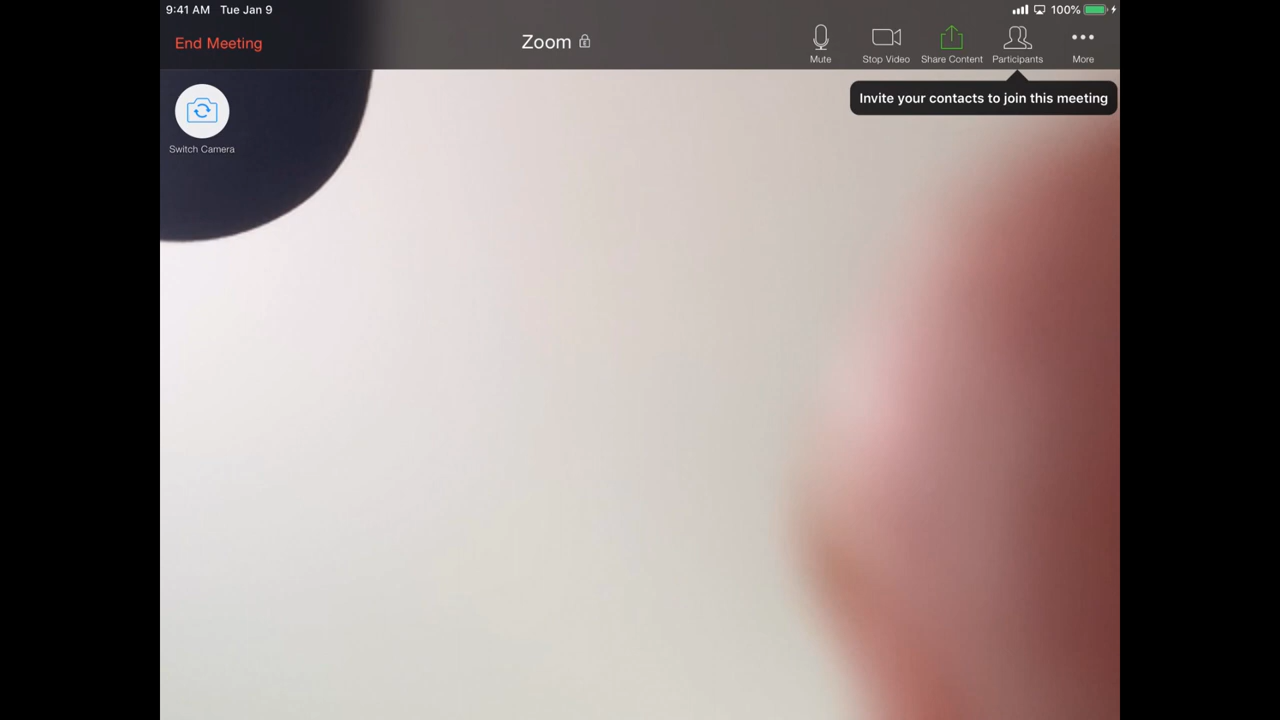 9:41 AM Tue Jan 9
100%
End Meeting
Zoom
Mute
Stop Video
Share Content
Participants
More
Invite your contacts to join this meeting
Switch Camera